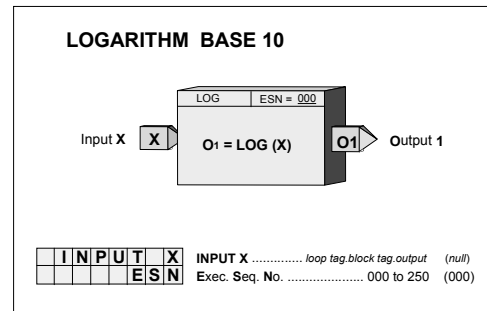 LOGARITHM BASE 10
LOG ESN = 000
Input X X O1 = LOG (X) O1 Output 1
INPUT X INPUT X .............. loop tag.block tag.output (null)
ESN Exec. Seq. No. ..................... 000 to 250 (000)